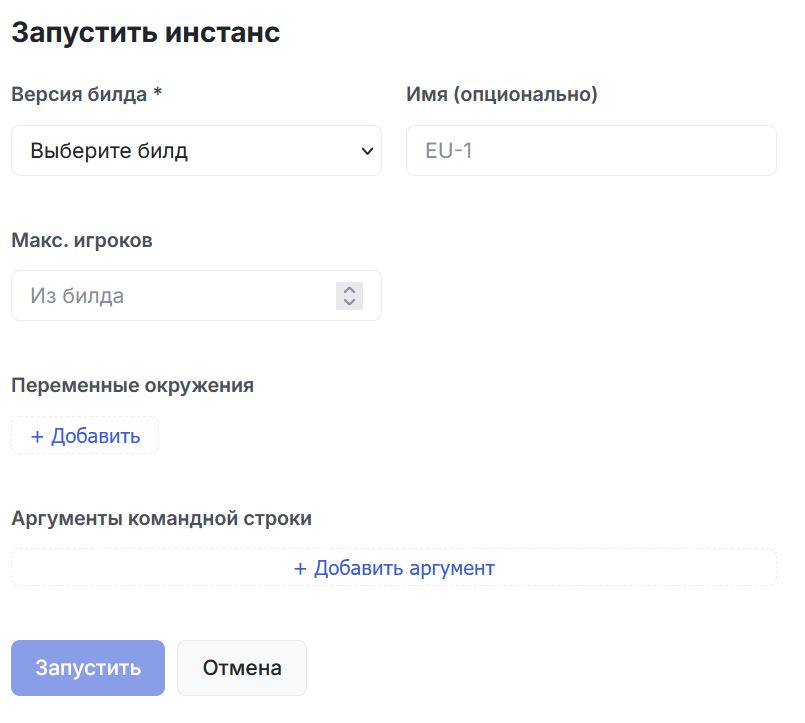 Запустить инстанс
Версия билда *
Имя (опционально)
Выберите билд
EU-1
Макс. игроков
Из билда
Переменные окружения
+ Добавить
Аргументы командной строки
+ Добавить аргумент
Запустить
Отмена